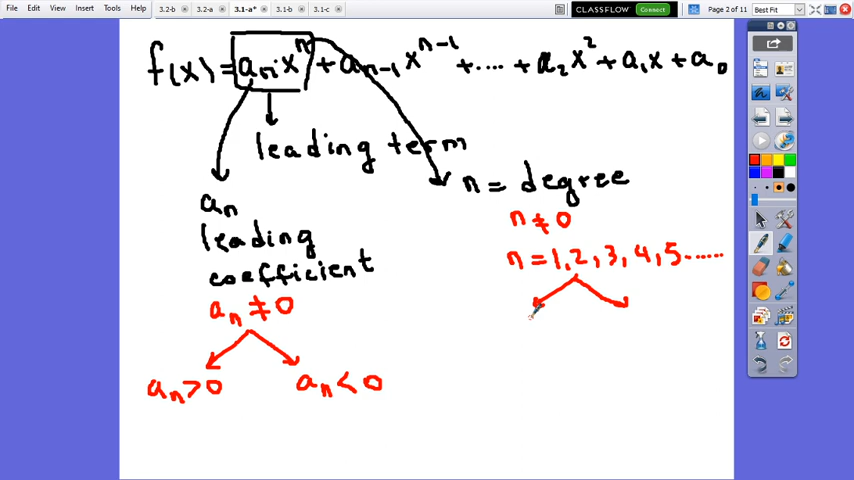 File Edit View Insert Tools Help
3.2-b 3.2-a 3.1-a* 3.1-b 3.1-c
CLASSFLOW
Page 2 of 11 Best Fit
f(x) = aₙ·xⁿ + aₙ₋₁xⁿ⁻¹ + .... + a₂x² + a₁x + a₀
leading term
n = degree
n ≠ 0
n = 1, 2, 3, 4, 5 ......
aₙ
leading
coefficient
aₙ ≠ 0
aₙ > 0 aₙ < 0